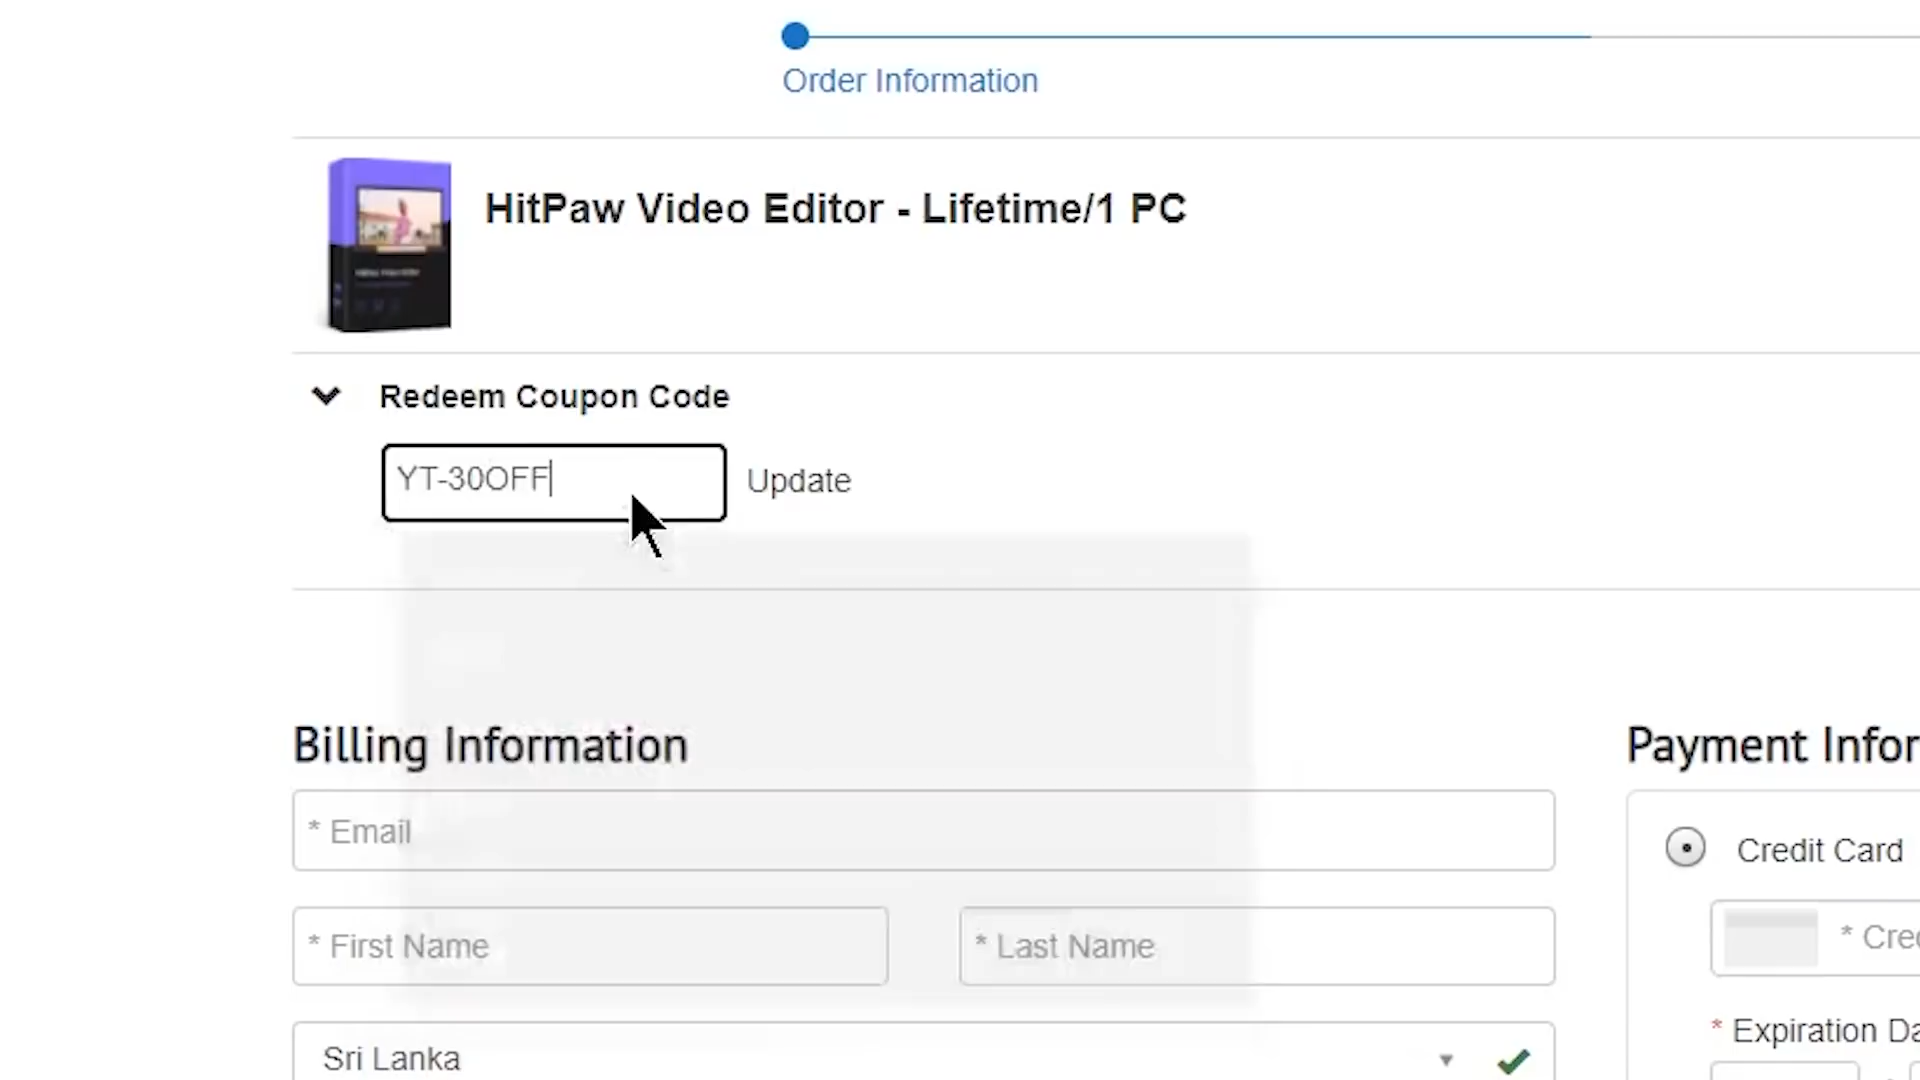 Order Information
HitPaw Video Editor - Lifetime/1 PC
Redeem Coupon Code
YT-30OFF Update
Billing Information
Payment Infor
* Email
Credit Card
* First Name
* Last Name
* Cre
Sri Lanka
* Expiration Da